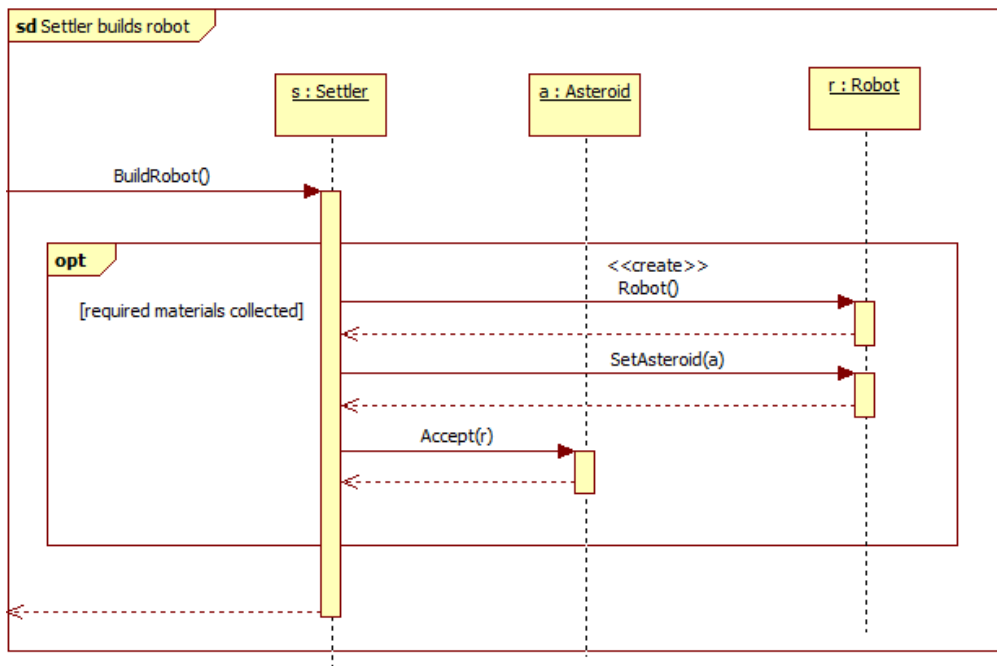 sd Settler builds robot
s : Settler
a : Asteroid
r : Robot
BuildRobot()
opt
[required materials collected]
<<create>>
Robot()
SetAsteroid(a)
Accept(r)